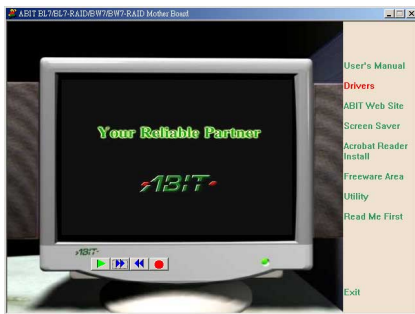 ABIT BL7/BL7-RAID/BW7/BW7-RAID Mother Board
Your Reliable Partner
ABIT
ABIT
User's Manual
Drivers
ABIT Web Site
Screen Saver
Acrobat Reader
Install
Freeware Area
Utility
Read Me First
Exit